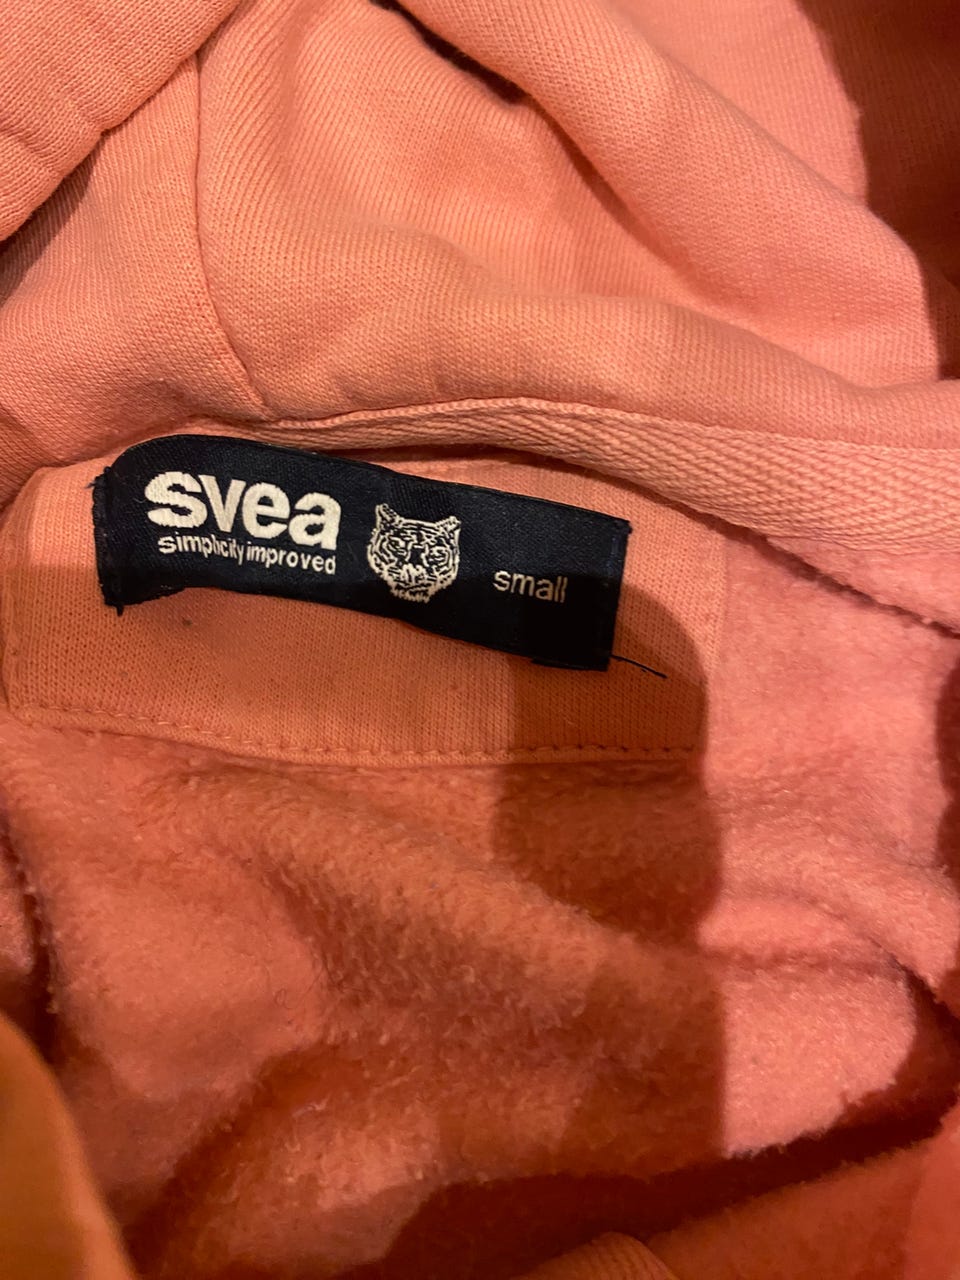 svea
simplicity improved
small